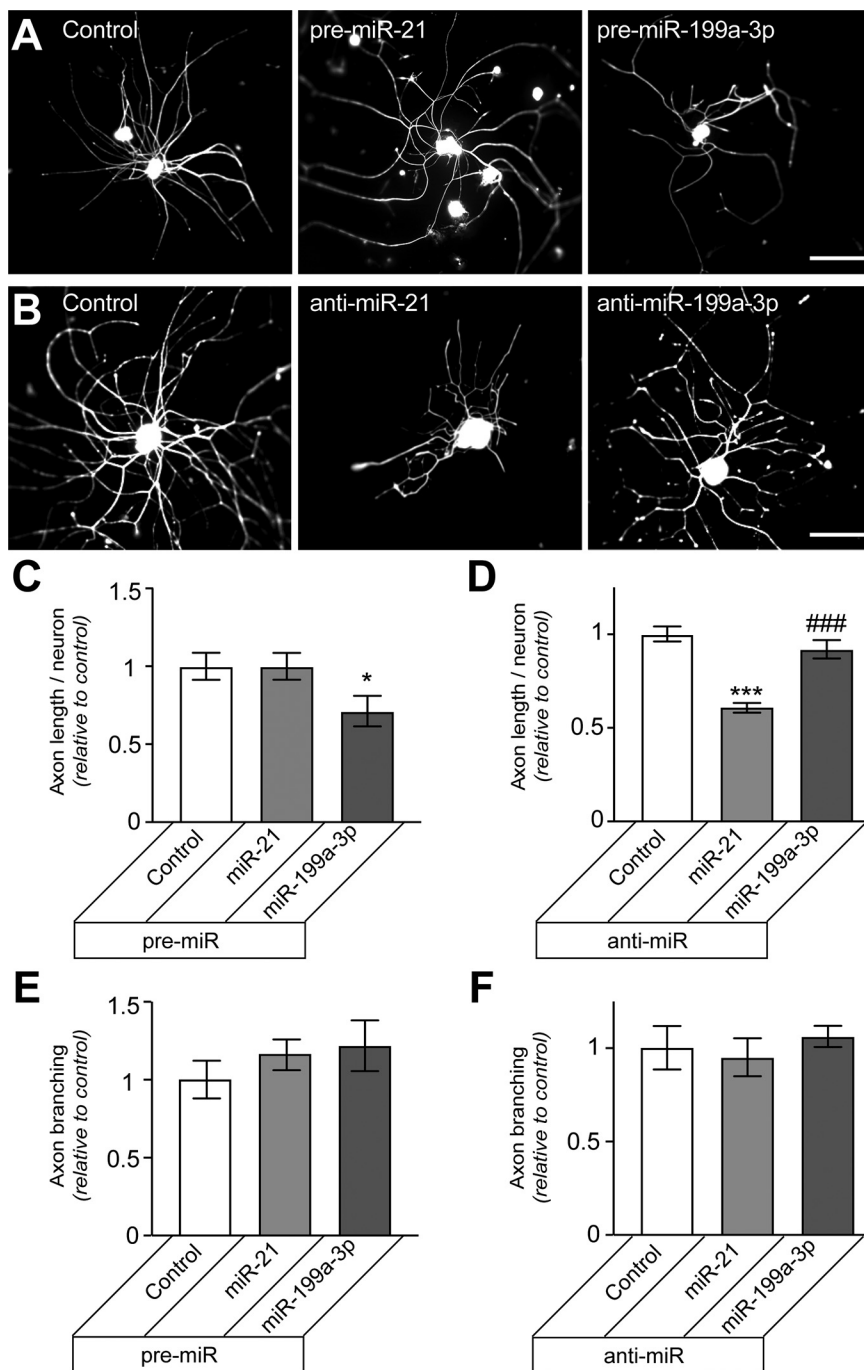 A
Control
pre-miR-21
pre-miR-199a-3p
B
Control
anti-miR-21
anti-miR-199a-3p
C
Axon length / neuron
(relative to control)
1.5
1
0.5
0
*
Control
miR-21
miR-199a-3p
pre-miR
D
Axon length / neuron
(relative to control)
1
0.5
0
***
###
Control
miR-21
miR-199a-3p
anti-miR
E
Axon branching
(relative to control)
1.5
1
0.5
0
Control
miR-21
miR-199a-3p
pre-miR
F
Axon branching
(relative to control)
1
0.5
0
Control
miR-21
miR-199a-3p
anti-miR